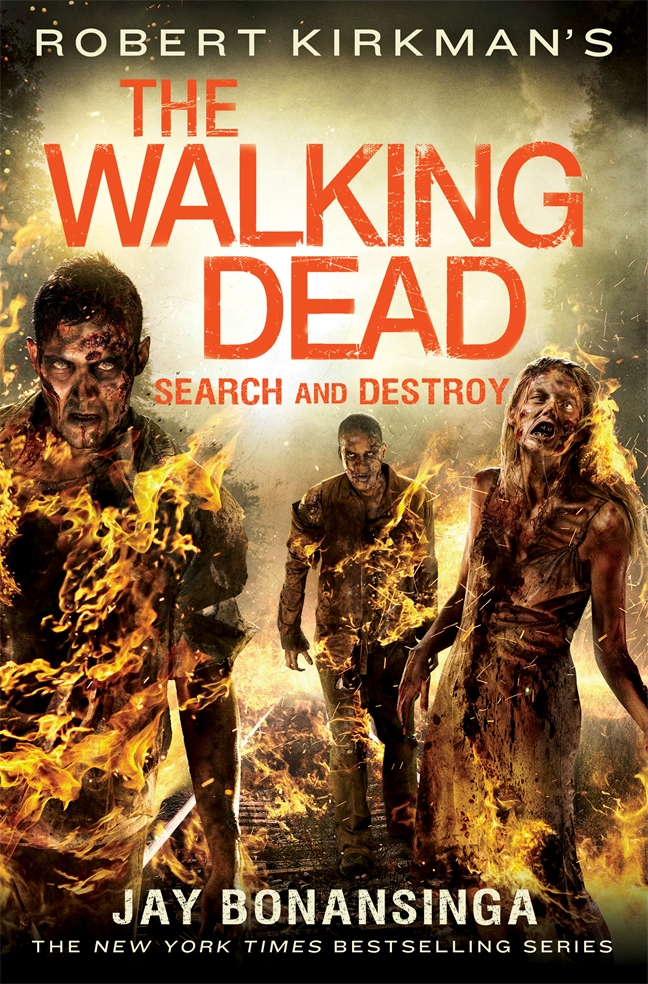 ROBERT KIRKMAN'S
THE
WALKING
DEAD
SEARCH AND DESTROY
JAY BONANSINGA
THE NEW YORK TIMES BESTSELLING SERIES